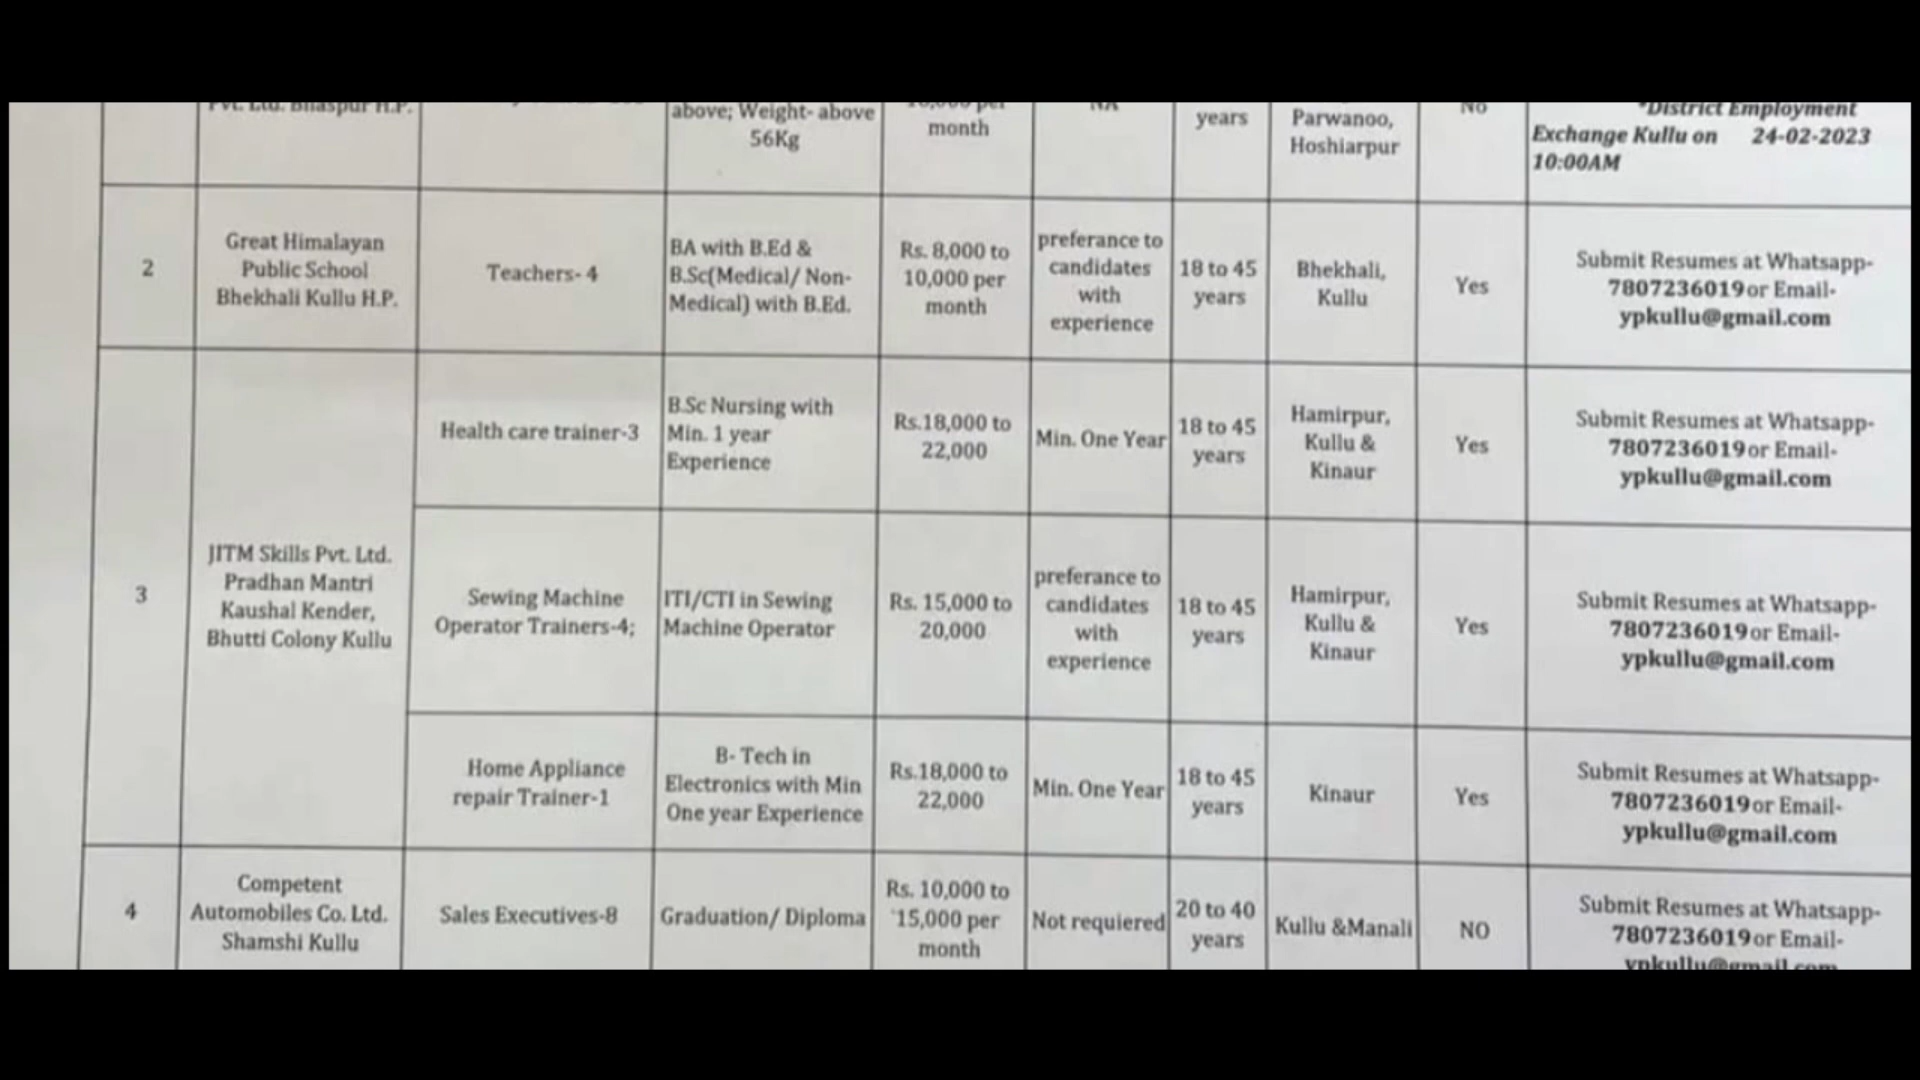 Pvt. Ltd. Bilaspur H.P.
above; Weight- above
56Kg
per
month
NA
years
Parwanoo,
Hoshiarpur
No
*District Employment
Exchange Kullu on 24-02-2023
10:00AM
2
Great Himalayan
Public School
Bhekhali Kullu H.P.
Teachers- 4
BA with B.Ed &
B.Sc(Medical/ Non-
Medical) with B.Ed.
Rs. 8,000 to
10,000 per
month
preferance to
candidates
with
experience
18 to 45
years
Bhekhali,
Kullu
Yes
Submit Resumes at Whatsapp-
7807236019or Email-
ypkullu@gmail.com
3
JITM Skills Pvt. Ltd.
Pradhan Mantri
Kaushal Kender,
Bhutti Colony Kullu
Health care trainer-3
B.Sc Nursing with
Min. 1 year
Experience
Rs.18,000 to
22,000
Min. One Year
18 to 45
years
Hamirpur,
Kullu &
Kinaur
Yes
Submit Resumes at Whatsapp-
7807236019or Email-
ypkullu@gmail.com
Sewing Machine
Operator Trainers-4;
ITI/CTI in Sewing
Machine Operator
Rs. 15,000 to
20,000
preferance to
candidates
with
experience
18 to 45
years
Hamirpur,
Kullu &
Kinaur
Yes
Submit Resumes at Whatsapp-
7807236019or Email-
ypkullu@gmail.com
Home Appliance
repair Trainer-1
B- Tech in
Electronics with Min
One year Experience
Rs.18,000 to
22,000
Min. One Year
18 to 45
years
Kinaur
Yes
Submit Resumes at Whatsapp-
7807236019or Email-
ypkullu@gmail.com
4
Competent
Automobiles Co. Ltd.
Shamshi Kullu
Sales Executives-8
Graduation/ Diploma
Rs. 10,000 to
15,000 per
month
Not requiered
20 to 40
years
Kullu &Manali
NO
Submit Resumes at Whatsapp-
7807236019or Email-
ypkullu@gmail.com